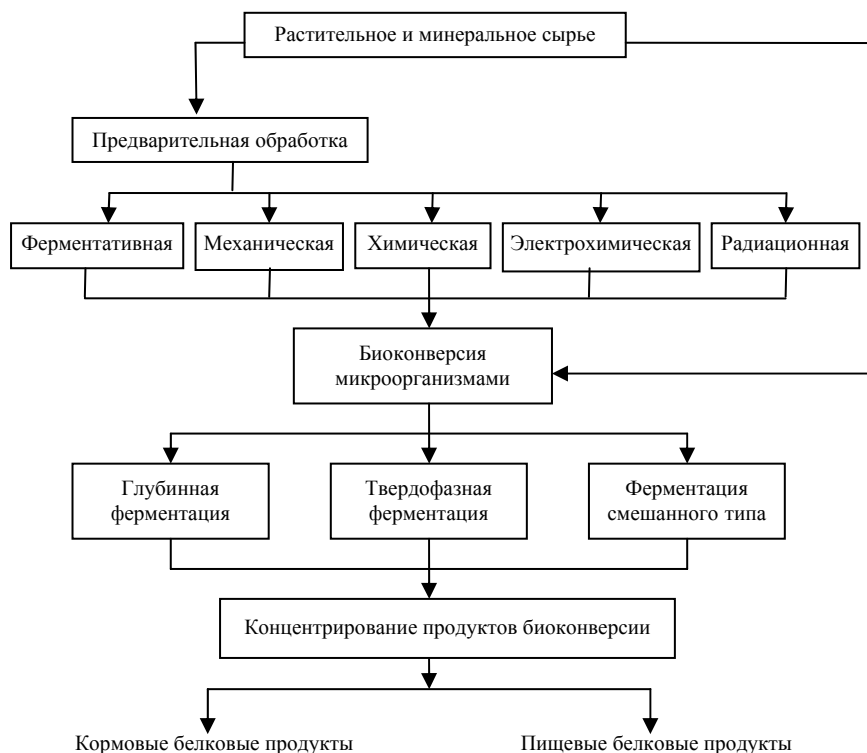 Растительное и минеральное сырье
Предварительная обработка
Ферментативная
Механическая
Химическая
Электрохимическая
Радиационная
Биоконверсия
микроорганизмами
Глубинная
ферментация
Твердофазная
ферментация
Ферментация
смешанного типа
Концентрирование продуктов биоконверсии
Кормовые белковые продукты
Пищевые белковые продукты